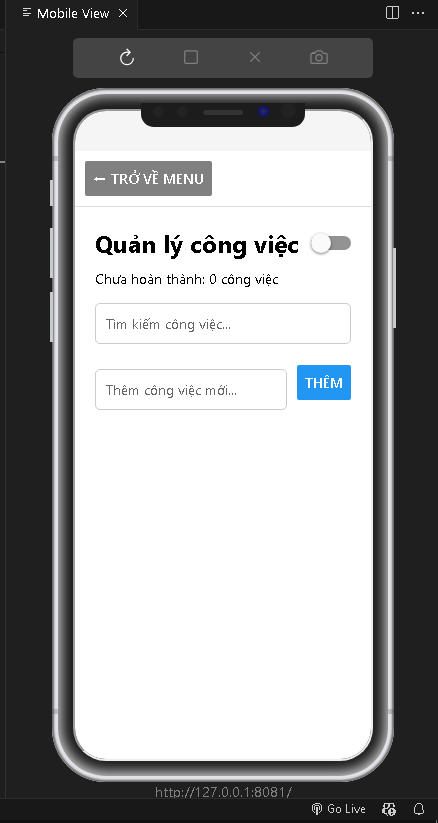 Mobile View
← TRỞ VỀ MENU
Quản lý công việc
Chưa hoàn thành: 0 công việc
Tìm kiếm công việc...
Thêm công việc mới...
THÊM
http://127.0.0.1:8081/
Go Live